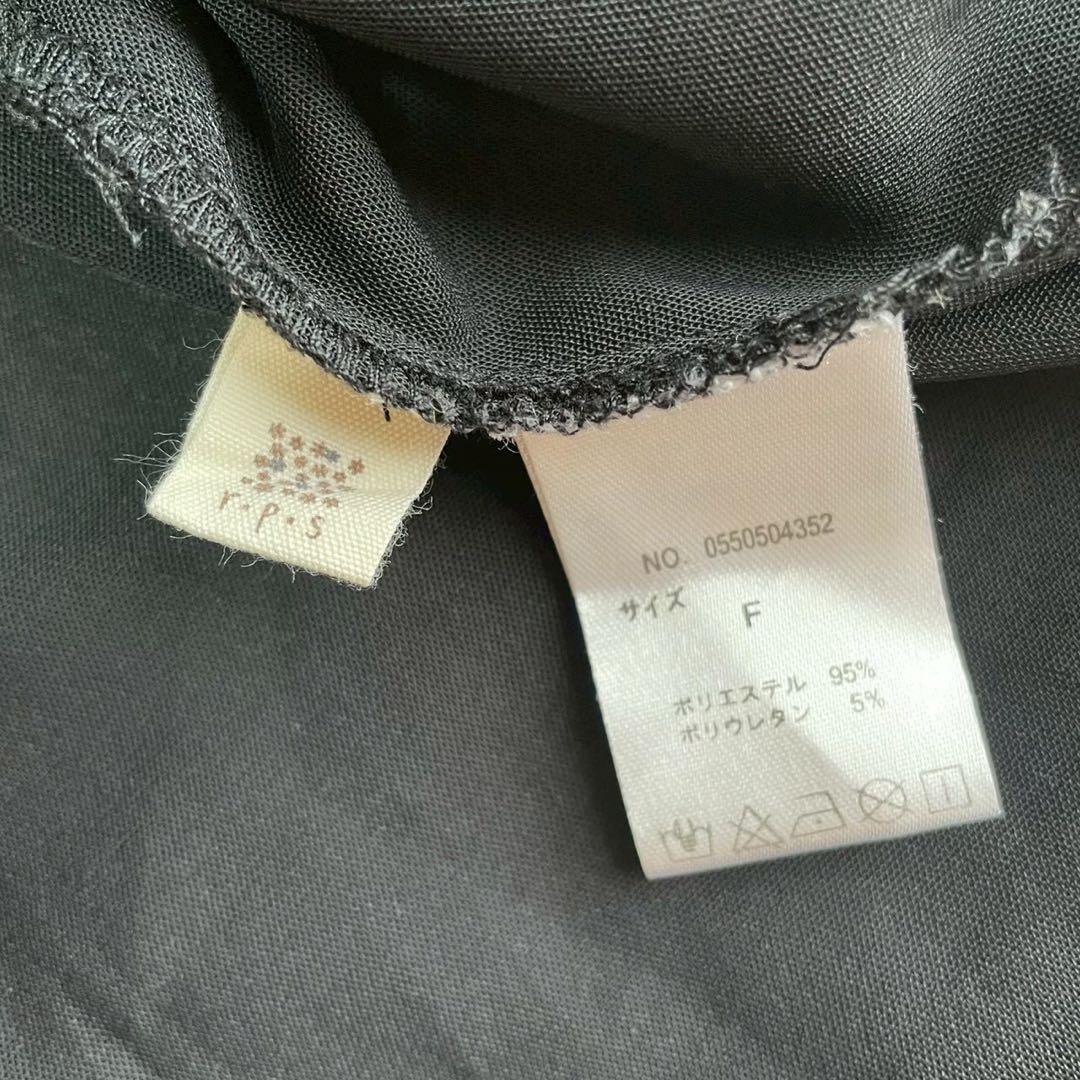 r.p.s
NO. 0550504352
サイズ F
ポリエステル 95%
ポリウレタン 5%